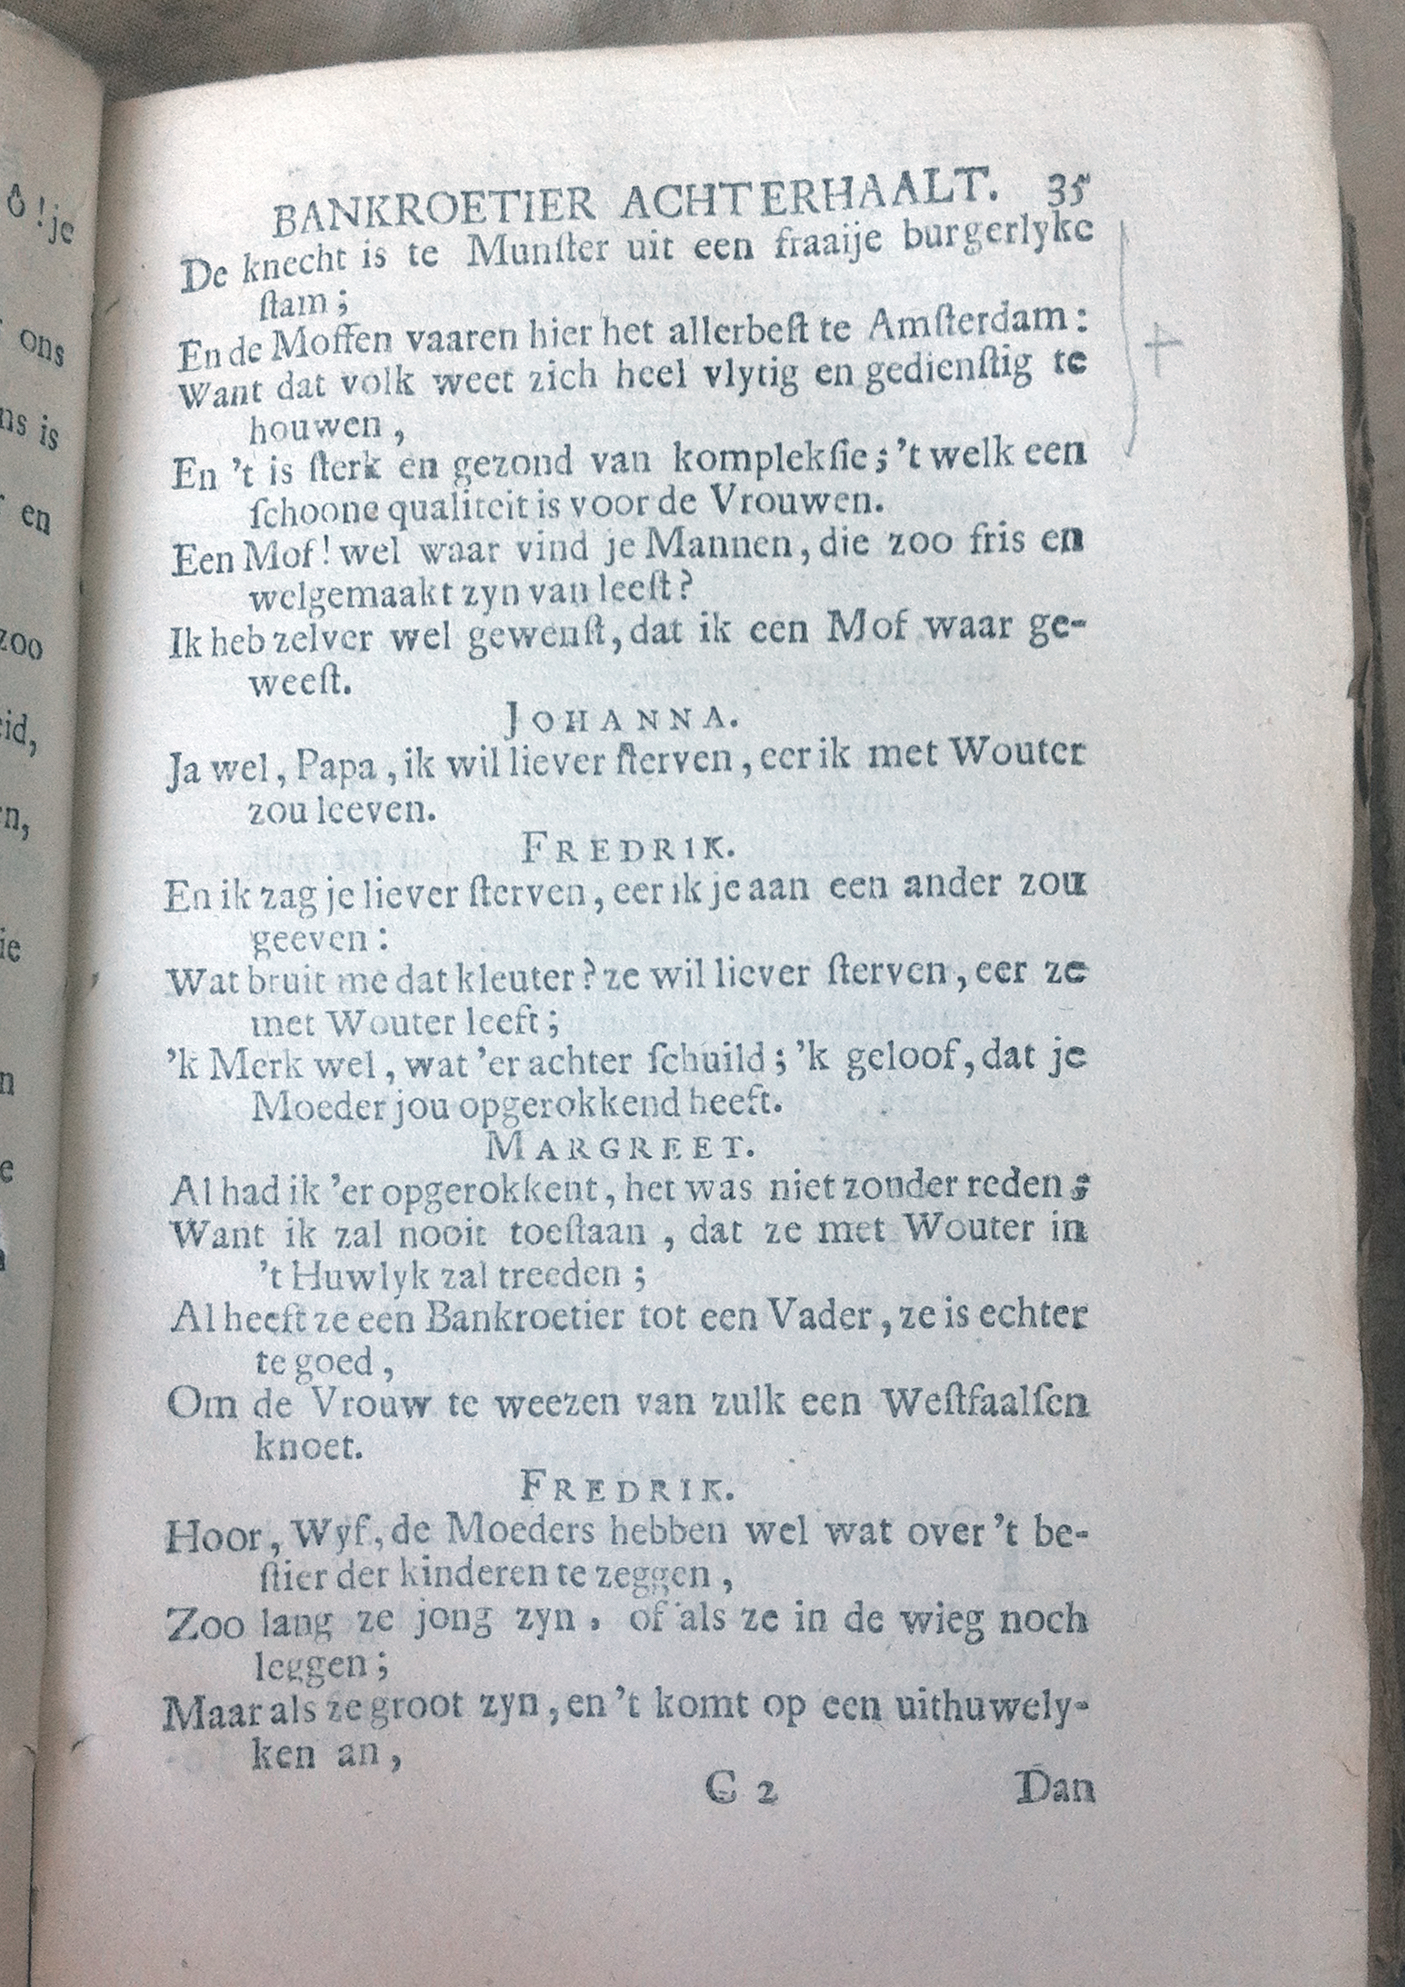 BANKROETIER ACHTERHAALT. 35
De knecht is te Munſter uit een fraaije burgerlyke
ſtam;
En de Moffen vaaren hier het allerbeſt te Amſterdam:
Want dat volk weet zich heel vlytig en gedienſtig te
houwen,
En 't is ſterk en gezond van komplekſie; 't welk een
ſchoone qualiteit is voor de Vrouwen.
Een Mof! wel waar vind je Mannen, die zoo fris en
welgemaakt zyn van leeſt?
Ik heb zelver wel gewenſt, dat ik een Mof waar ge-
weeſt.
JOHANNA.
Ja wel, Papa, ik wil liever ſterven, eer ik met Wouter
zou leeven.
FREDRIK.
En ik zag je liever ſterven, eer ik je aan een ander zou
geeven:
Wat bruit me dat kleuter? ze wil liever ſterven, eer ze
met Wouter leeft;
'k Merk wel, wat 'er achter ſchuild; 'k geloof, dat je
Moeder jou opgerokkend heeft.
MARGREET.
Al had ik 'er opgerokkent, het was niet zonder reden;
Want ik zal nooit toeſtaan, dat ze met Wouter in
't Huwlyk zal treeden;
Al heeft ze een Bankroetier tot een Vader, ze is echter
te goed,
Om de Vrouw te weezen van zulk een Weſtfaalſen
knoet.
FREDRIK.
Hoor, Wyf, de Moeders hebben wel wat over 't be-
ſtier der kinderen te zeggen,
Zoo lang ze jong zyn, of als ze in de wieg noch
leggen;
Maar als ze groot zyn, en 't komt op een uithuwely-
ken an,
C 2 Dan
ô! je
ons
is
en
zoo